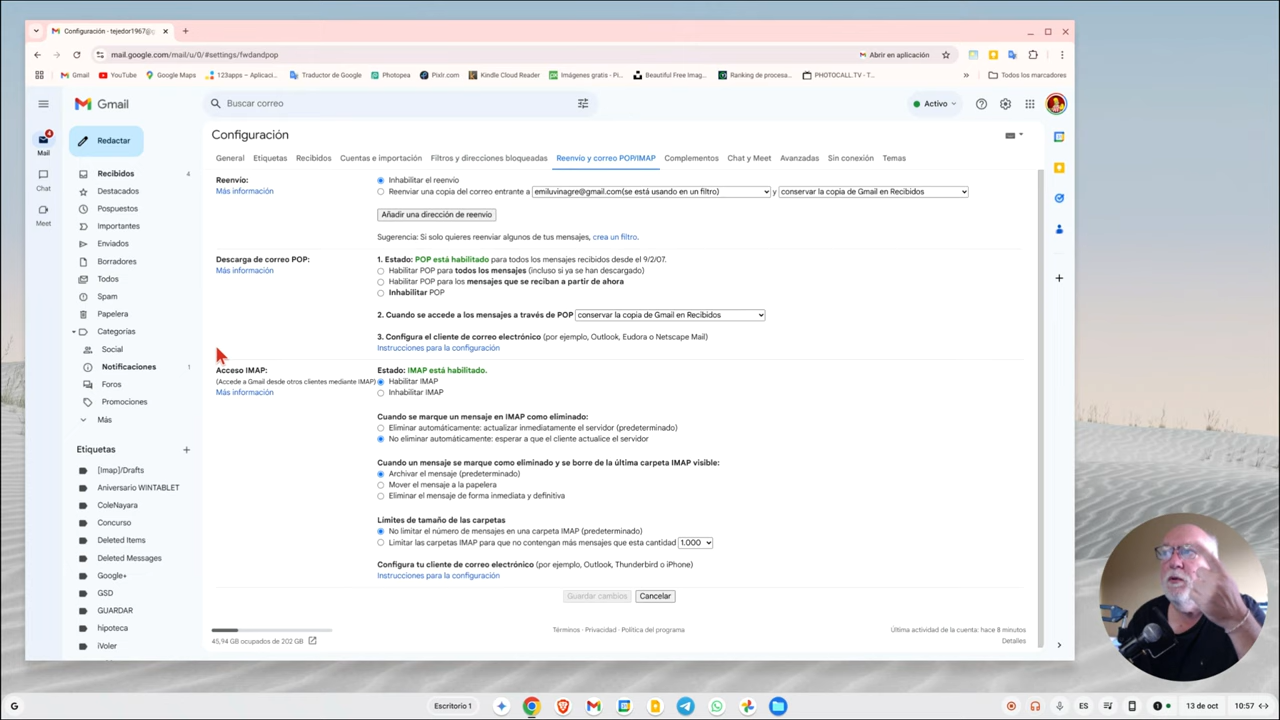 Configuración - tejedor1967@g
mail.google.com/mail/u/0/#settings/fwdandpop
Abrir en aplicación
Gmail YouTube Google Maps 123apps – Aplicaci... Traductor de Google Photopea Pixlr.com Kindle Cloud Reader Imágenes gratis - Pi... Beautiful Free Imag... Ranking de procesa... PHOTOCALL.TV - T... » Todos los marcadores
Gmail
Buscar correo
Activo
4
Mail
Chat
Meet
Redactar
Recibidos 4
Destacados
Pospuestos
Importantes
Enviados
Borradores
Todos
Spam
Papelera
Categorías
Social
Notificaciones 1
Foros
Promociones
Más
Etiquetas
[Imap]/Drafts
Aniversario WINTABLET
ColeNayara
Concurso
Deleted Items
Deleted Messages
Google+
GSD
GUARDAR
hipoteca
iVoler
Configuración
General Etiquetas Recibidos Cuentas e importación Filtros y direcciones bloqueadas Reenvío y correo POP/IMAP Complementos Chat y Meet Avanzadas Sin conexión Temas
Reenvío:
Más información
Inhabilitar el reenvío
Reenviar una copia del correo entrante a emiluvinagre@gmail.com(se está usando en un filtro) y conservar la copia de Gmail en Recibidos
Añadir una dirección de reenvío
Sugerencia: Si solo quieres reenviar algunos de tus mensajes, crea un filtro.
Descarga de correo POP:
Más información
1. Estado: POP está habilitado para todos los mensajes recibidos desde el 9/2/07.
Habilitar POP para todos los mensajes (incluso si ya se han descargado)
Habilitar POP para los mensajes que se reciban a partir de ahora
Inhabilitar POP
2. Cuando se accede a los mensajes a través de POP conservar la copia de Gmail en Recibidos
3. Configura el cliente de correo electrónico (por ejemplo, Outlook, Eudora o Netscape Mail)
Instrucciones para la configuración
Acceso IMAP:
(Accede a Gmail desde otros clientes mediante IMAP)
Más información
Estado: IMAP está habilitado.
Habilitar IMAP
Inhabilitar IMAP
Cuando se marque un mensaje en IMAP como eliminado:
Eliminar automáticamente: actualizar inmediatamente el servidor (predeterminado)
No eliminar automáticamente: esperar a que el cliente actualice el servidor
Cuando un mensaje se marque como eliminado y se borre de la última carpeta IMAP visible:
Archivar el mensaje (predeterminado)
Mover el mensaje a la papelera
Eliminar el mensaje de forma inmediata y definitiva
Límites de tamaño de las carpetas
No limitar el número de mensajes en una carpeta IMAP (predeterminado)
Limitar las carpetas IMAP para que no contengan más mensajes que esta cantidad 1.000
Configura tu cliente de correo electrónico (por ejemplo, Outlook, Thunderbird o iPhone)
Instrucciones para la configuración
Guardar cambios Cancelar
45,94 GB ocupados de 202 GB
Términos - Privacidad - Política del programa
Última actividad de la cuenta: hace 8 minutos
Detalles
G Escritorio 1 ES 1 13 de oct 10:57